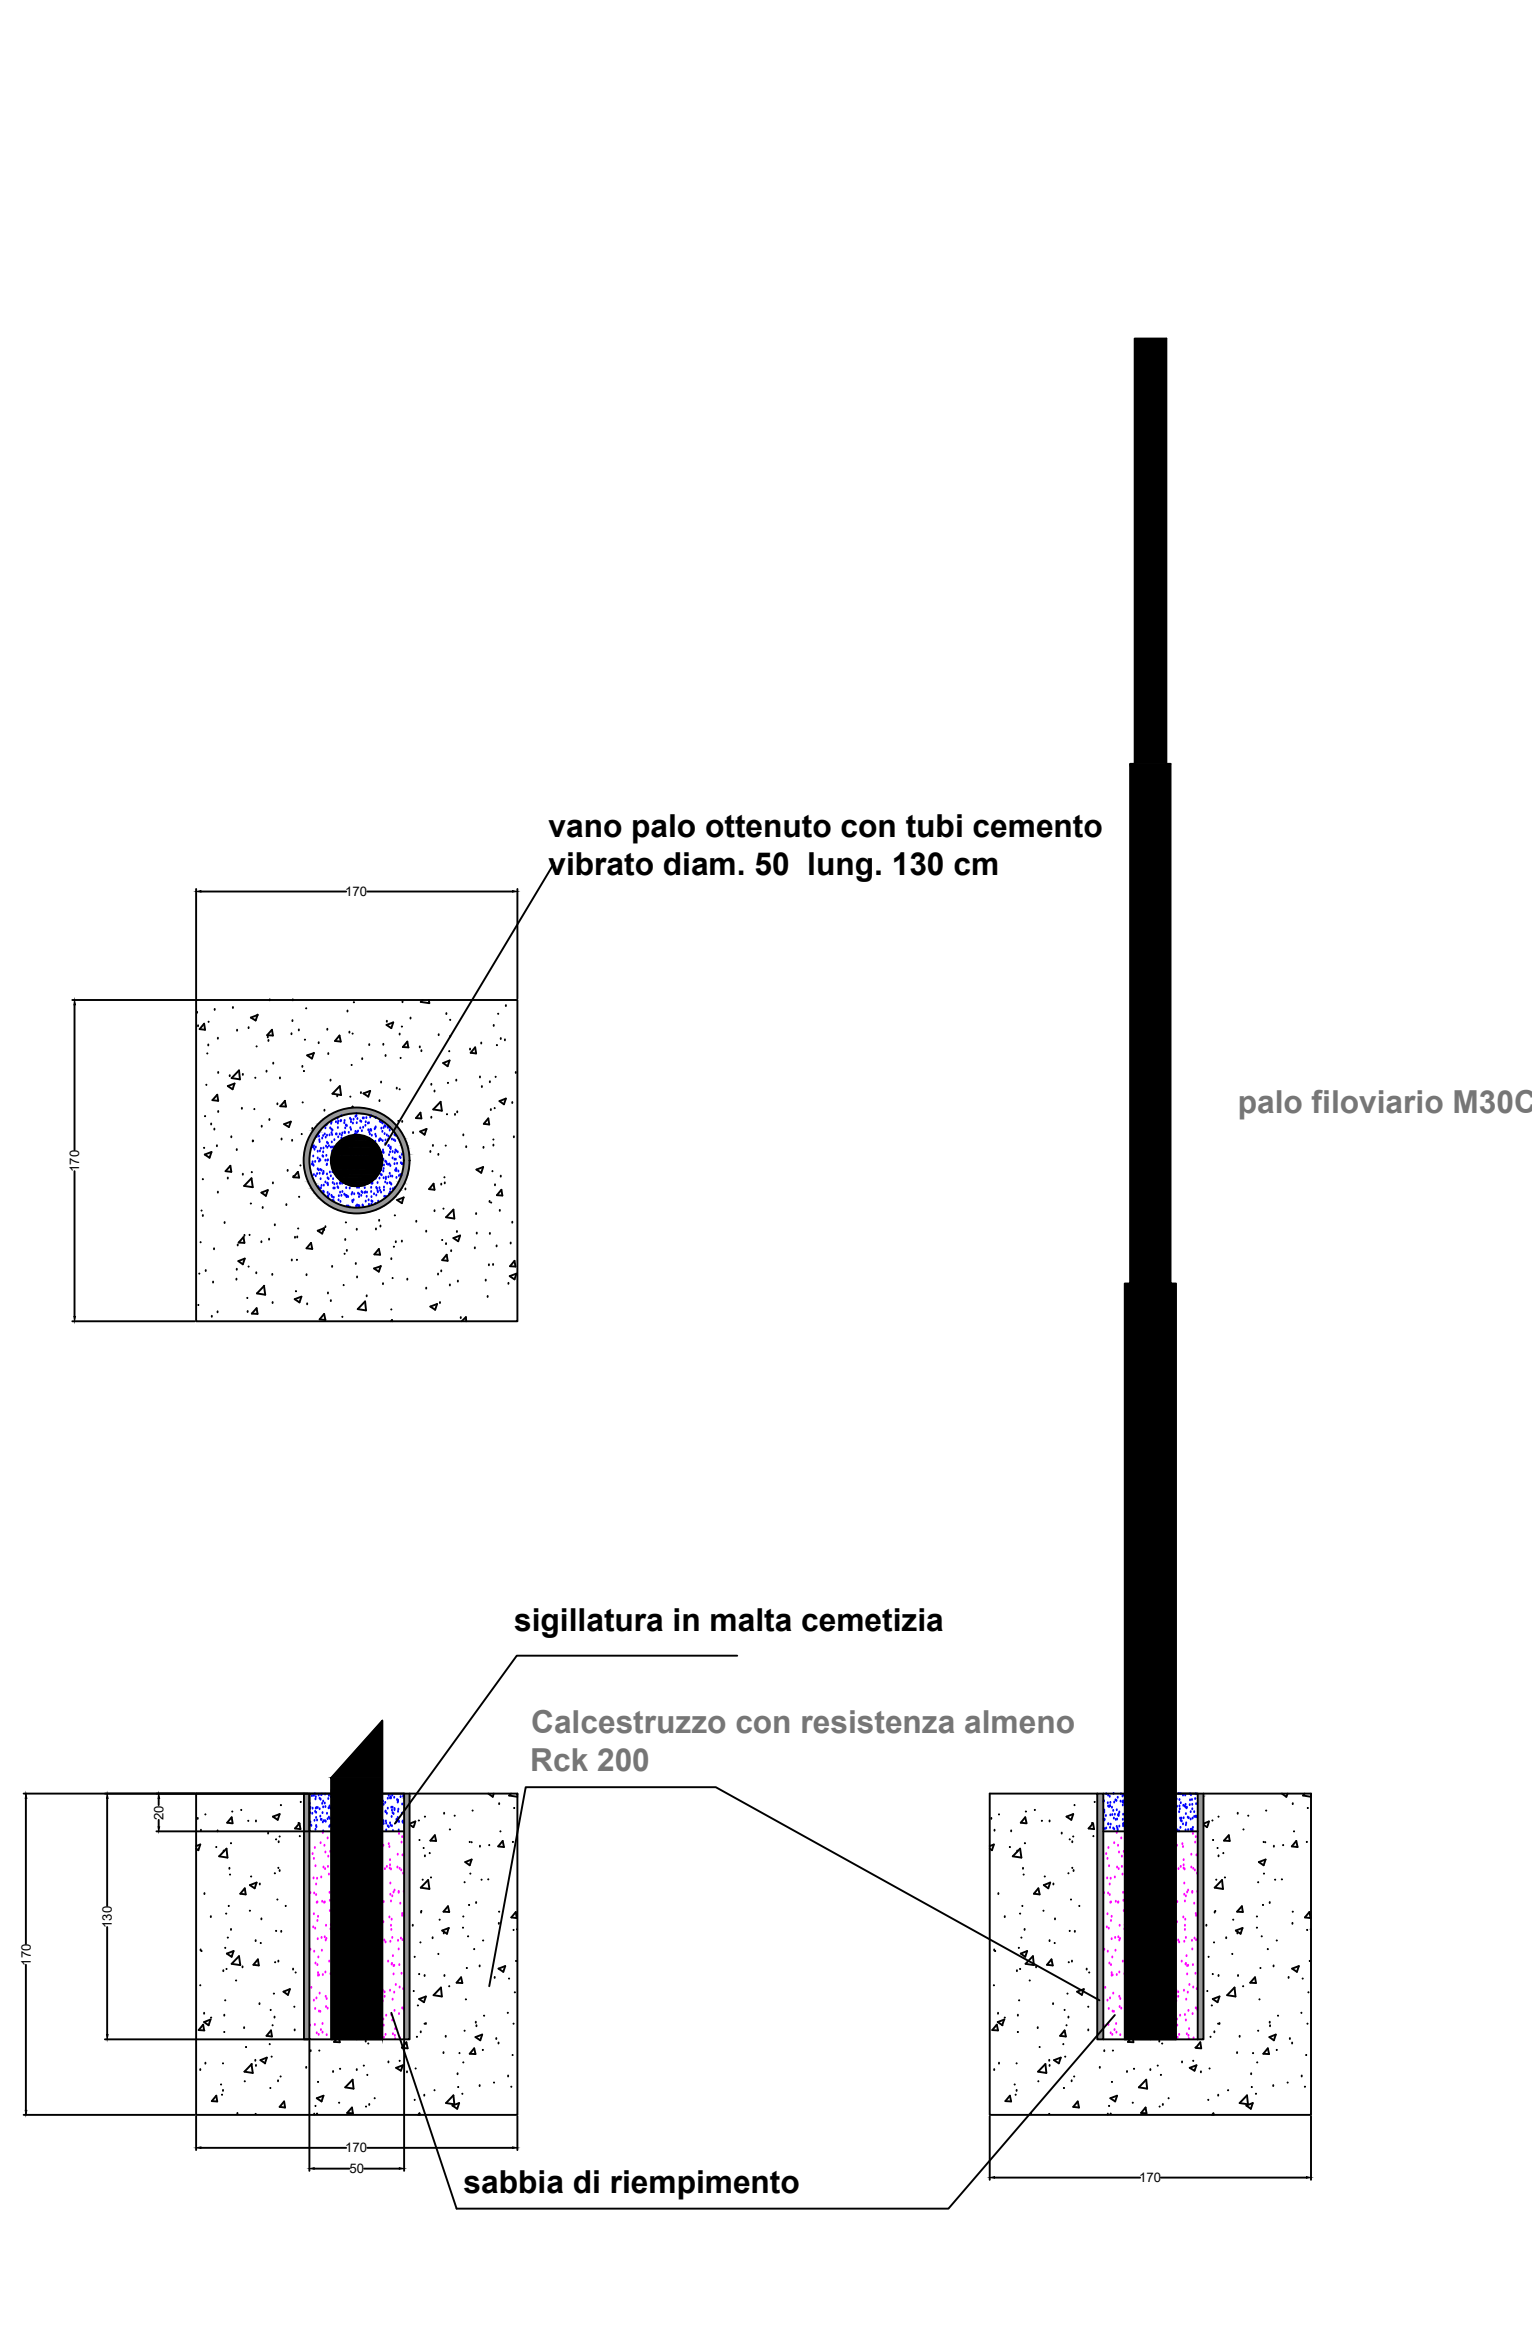 vano palo ottenuto con tubi cemento
vibrato diam. 50 lung. 130 cm
170
170
palo filoviario M30C
sigillatura in malta cemetizia
Calcestruzzo con resistenza almeno
Rck 200
20
130
170
170
50
170
sabbia di riempimento